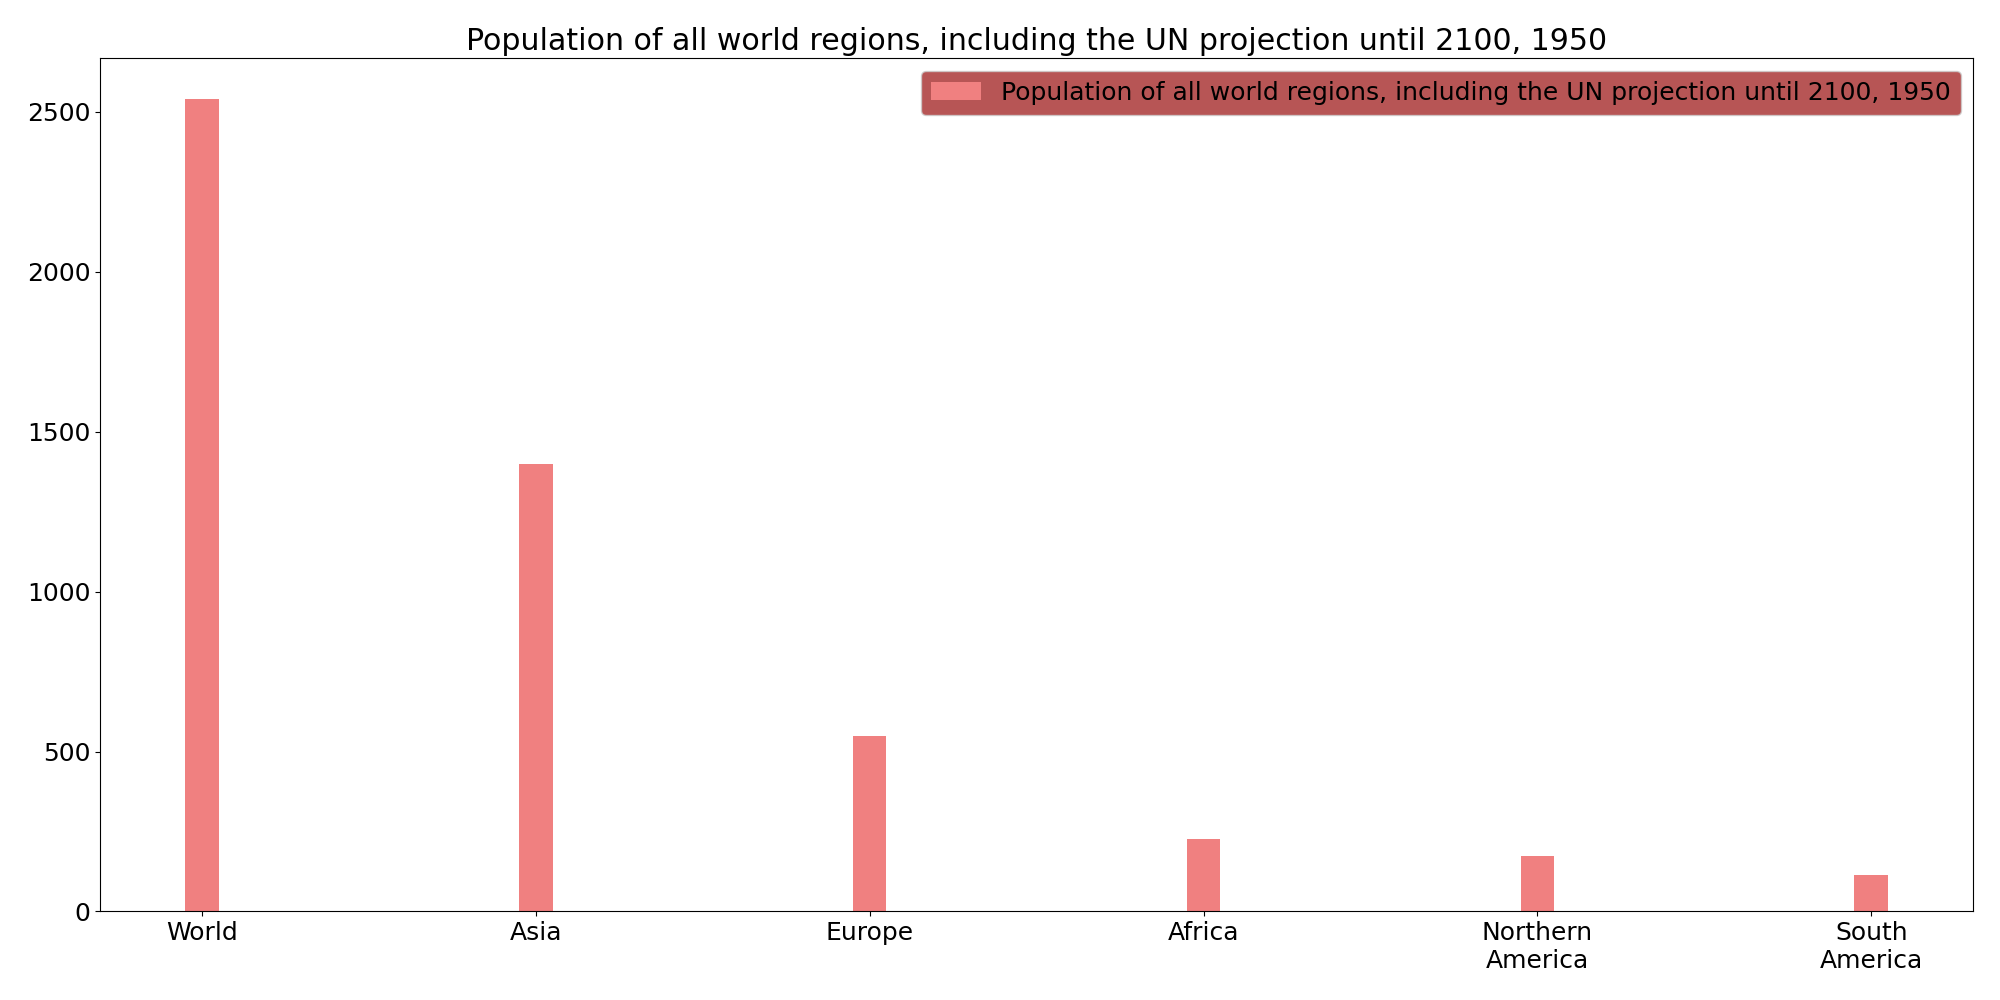 Population of all world regions, including the UN projection until 2100, 1950
Population of all world regions, including the UN projection until 2100, 1950
2500
2000
1500
1000
500
0
World
Asia
Europe
Africa
Northern
America
South
America